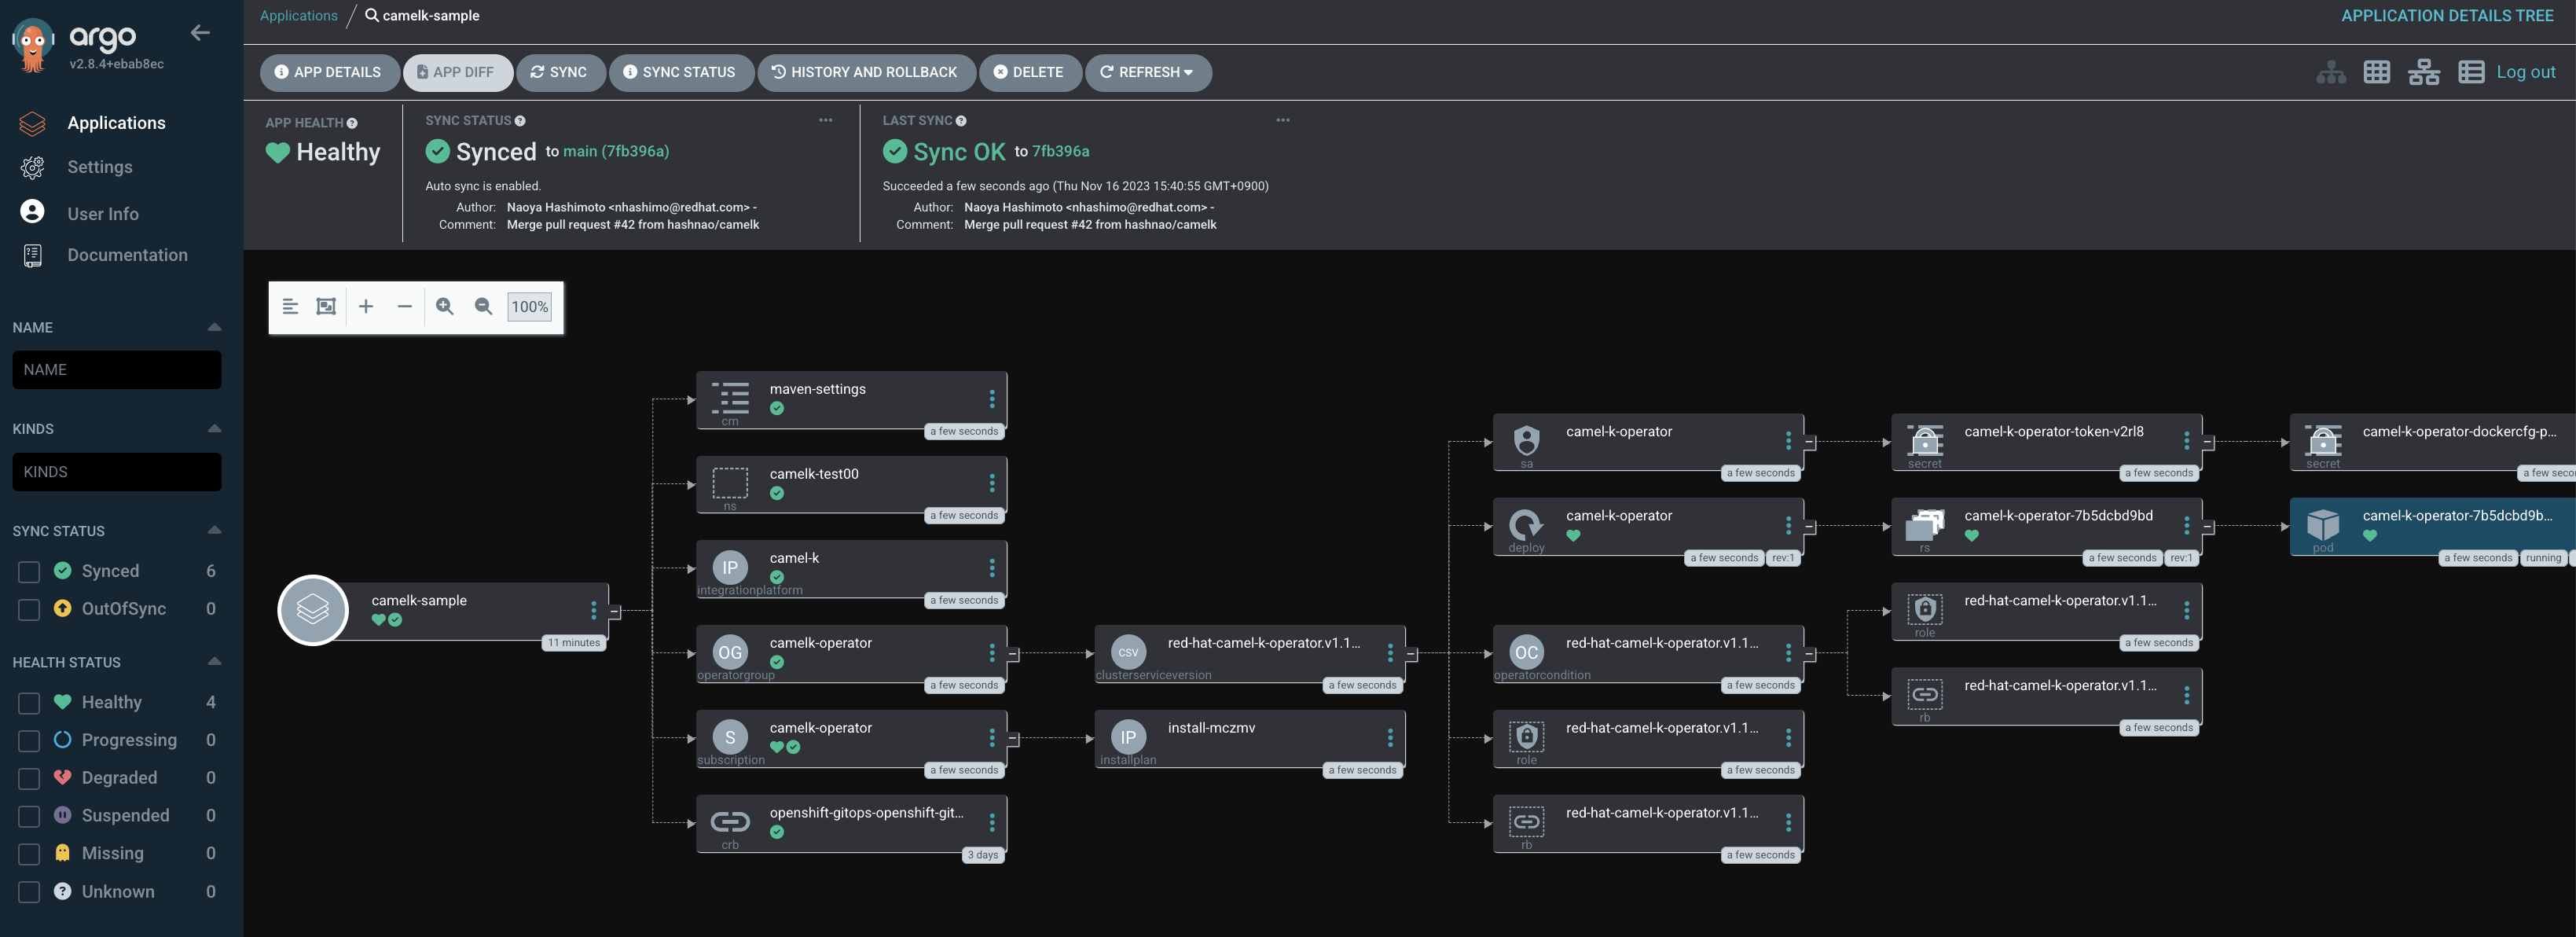 argo
v2.8.4+ebab8ec
Applications
Settings
User Info
Documentation
NAME
NAME
KINDS
KINDS
SYNC STATUS
Synced 6
OutOfSync 0
HEALTH STATUS
Healthy 4
Progressing 0
Degraded 0
Suspended 0
Missing 0
Unknown 0
Applications / camelk-sample
APPLICATION DETAILS TREE
APP DETAILS
APP DIFF
SYNC
SYNC STATUS
HISTORY AND ROLLBACK
DELETE
REFRESH
Log out
APP HEALTH
Healthy
SYNC STATUS
Synced to main (7fb396a)
Auto sync is enabled.
Author: Naoya Hashimoto <nhashimo@redhat.com> -
Comment: Merge pull request #42 from hashnao/camelk
LAST SYNC
Sync OK to 7fb396a
Succeeded a few seconds ago (Thu Nov 16 2023 15:40:55 GMT+0900)
Author: Naoya Hashimoto <nhashimo@redhat.com> -
Comment: Merge pull request #42 from hashnao/camelk
100%
camelk-sample
11 minutes
maven-settings
cm
a few seconds
camelk-test00
ns
a few seconds
IP
camel-k
integrationplatform
a few seconds
OG
camelk-operator
operatorgroup
a few seconds
S
camelk-operator
subscription
a few seconds
openshift-gitops-openshift-git...
crb
3 days
CSV
red-hat-camel-k-operator.v1.1...
clusterserviceversion
a few seconds
IP
install-mczmv
installplan
a few seconds
camel-k-operator
sa
a few seconds
camel-k-operator
deploy
a few seconds rev:1
OC
red-hat-camel-k-operator.v1.1...
operatorcondition
a few seconds
red-hat-camel-k-operator.v1.1...
role
a few seconds
red-hat-camel-k-operator.v1.1...
rb
a few seconds
camel-k-operator-token-v2rl8
secret
a few seconds
camel-k-operator-7b5dcbd9bd
rs
a few seconds rev:1
red-hat-camel-k-operator.v1.1...
role
a few seconds
red-hat-camel-k-operator.v1.1...
rb
a few seconds
camel-k-operator-dockercfg-p...
secret
a few seco
camel-k-operator-7b5dcbd9b...
pod
a few seconds running